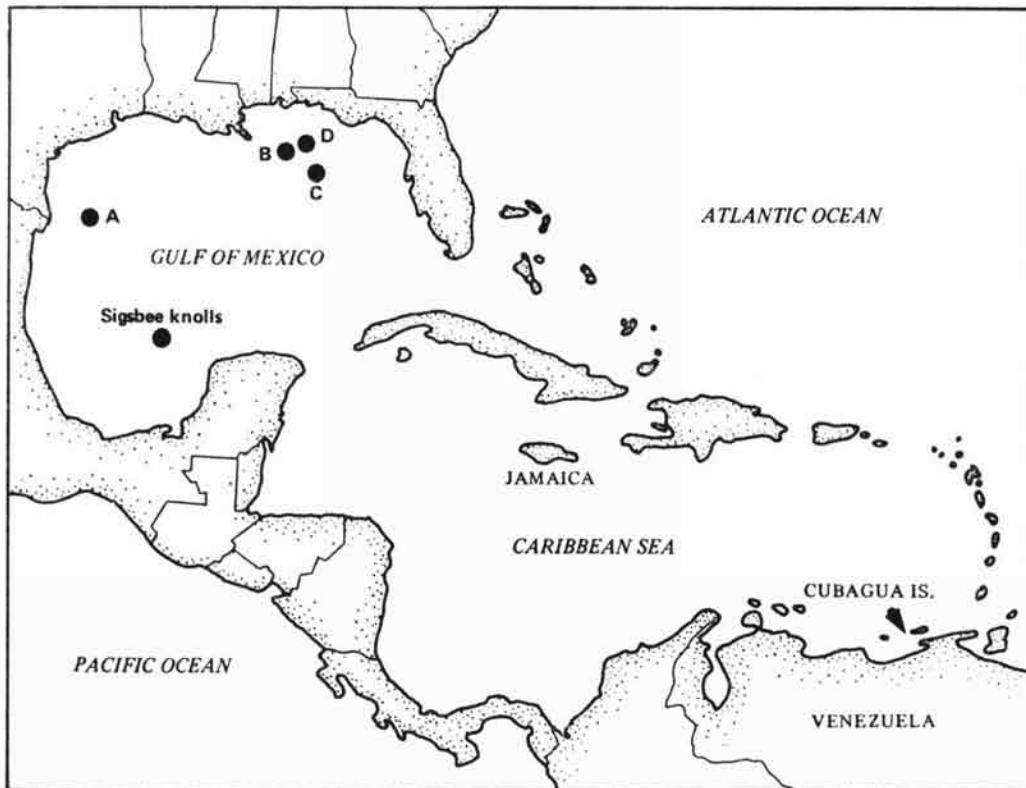 D
B
C
A
ATLANTIC OCEAN
GULF OF MEXICO
Sigsbee knolls
JAMAICA
CARIBBEAN SEA
CUBAGUA IS.
PACIFIC OCEAN
VENEZUELA